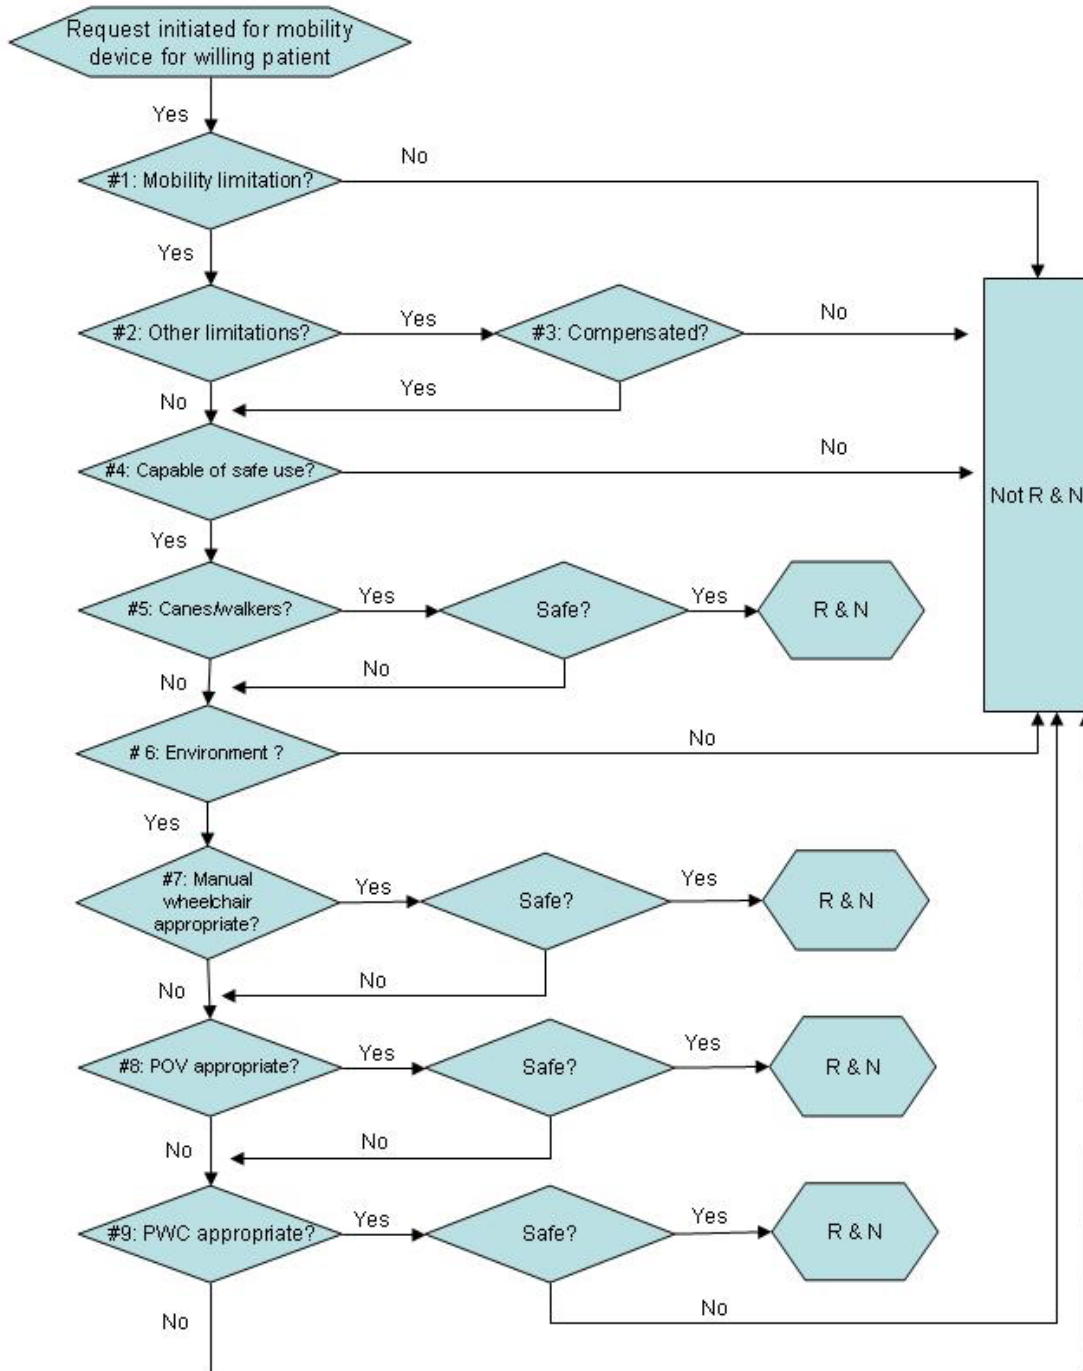 Request initiated for mobility
device for willing patient
Yes
#1: Mobility limitation?
No
Yes
#2: Other limitations?
Yes
#3: Compensated?
No
Yes
No
#4: Capable of safe use?
No
Not R & N
Yes
#5: Canes/walkers?
Yes
Safe?
Yes
R & N
No
No
# 6: Environment ?
No
Yes
#7: Manual
wheelchair
appropriate?
Yes
Safe?
Yes
R & N
No
No
#8: POV appropriate?
Yes
Safe?
Yes
R & N
No
No
#9: PWC appropriate?
Yes
Safe?
Yes
R & N
No
No